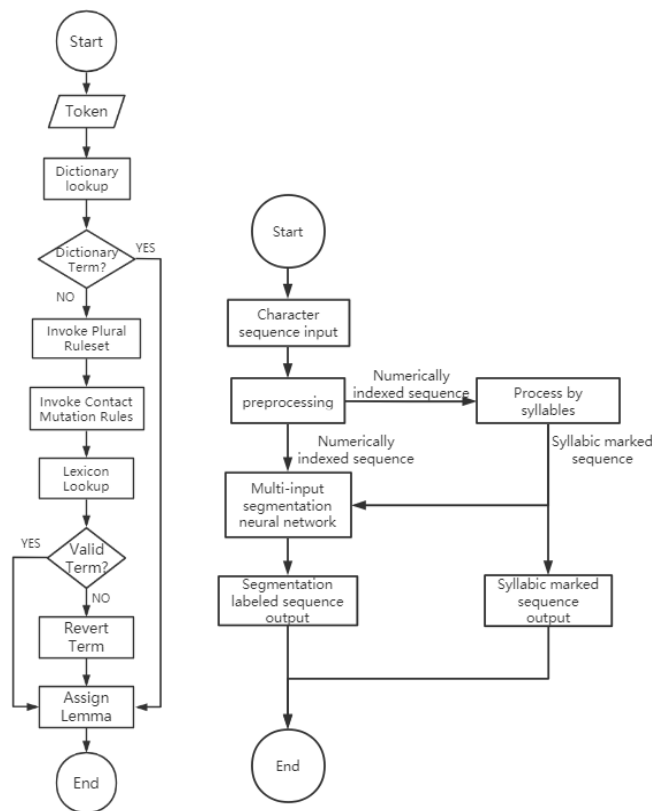 Start
Token
Dictionary
lookup
Dictionary
Term?
YES
NO
Invoke Plural
Ruleset
Invoke Contact
Mutation Rules
Lexicon
Lookup
YES
Valid
Term?
NO
Revert
Term
Assign
Lemma
End
Start
Character
sequence input
preprocessing
Numerically
indexed sequence
Process by
syllables
Numerically
indexed sequence
Syllabic marked
sequence
Multi-input
segmentation
neural network
Segmentation
labeled sequence
output
Syllabic marked
sequence
output
End